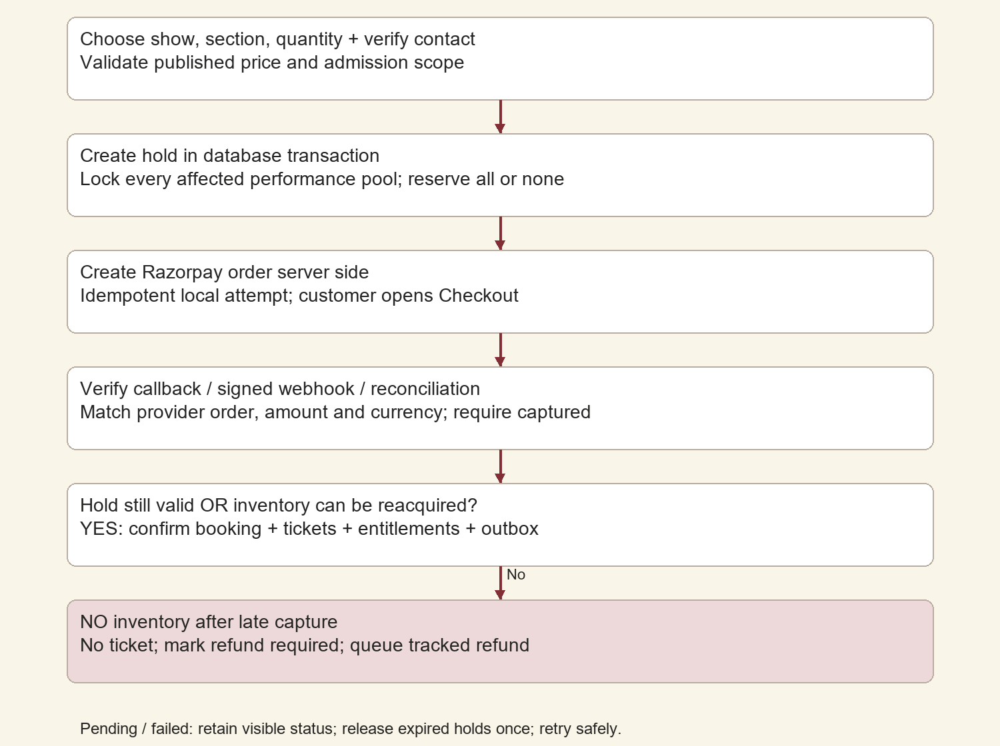 Choose show, section, quantity + verify contact
Validate published price and admission scope
Create hold in database transaction
Lock every affected performance pool; reserve all or none
Create Razorpay order server side
Idempotent local attempt; customer opens Checkout
Verify callback / signed webhook / reconciliation
Match provider order, amount and currency; require captured
Hold still valid OR inventory can be reacquired?
YES: confirm booking + tickets + entitlements + outbox
No
NO inventory after late capture
No ticket; mark refund required; queue tracked refund
Pending / failed: retain visible status; release expired holds once; retry safely.